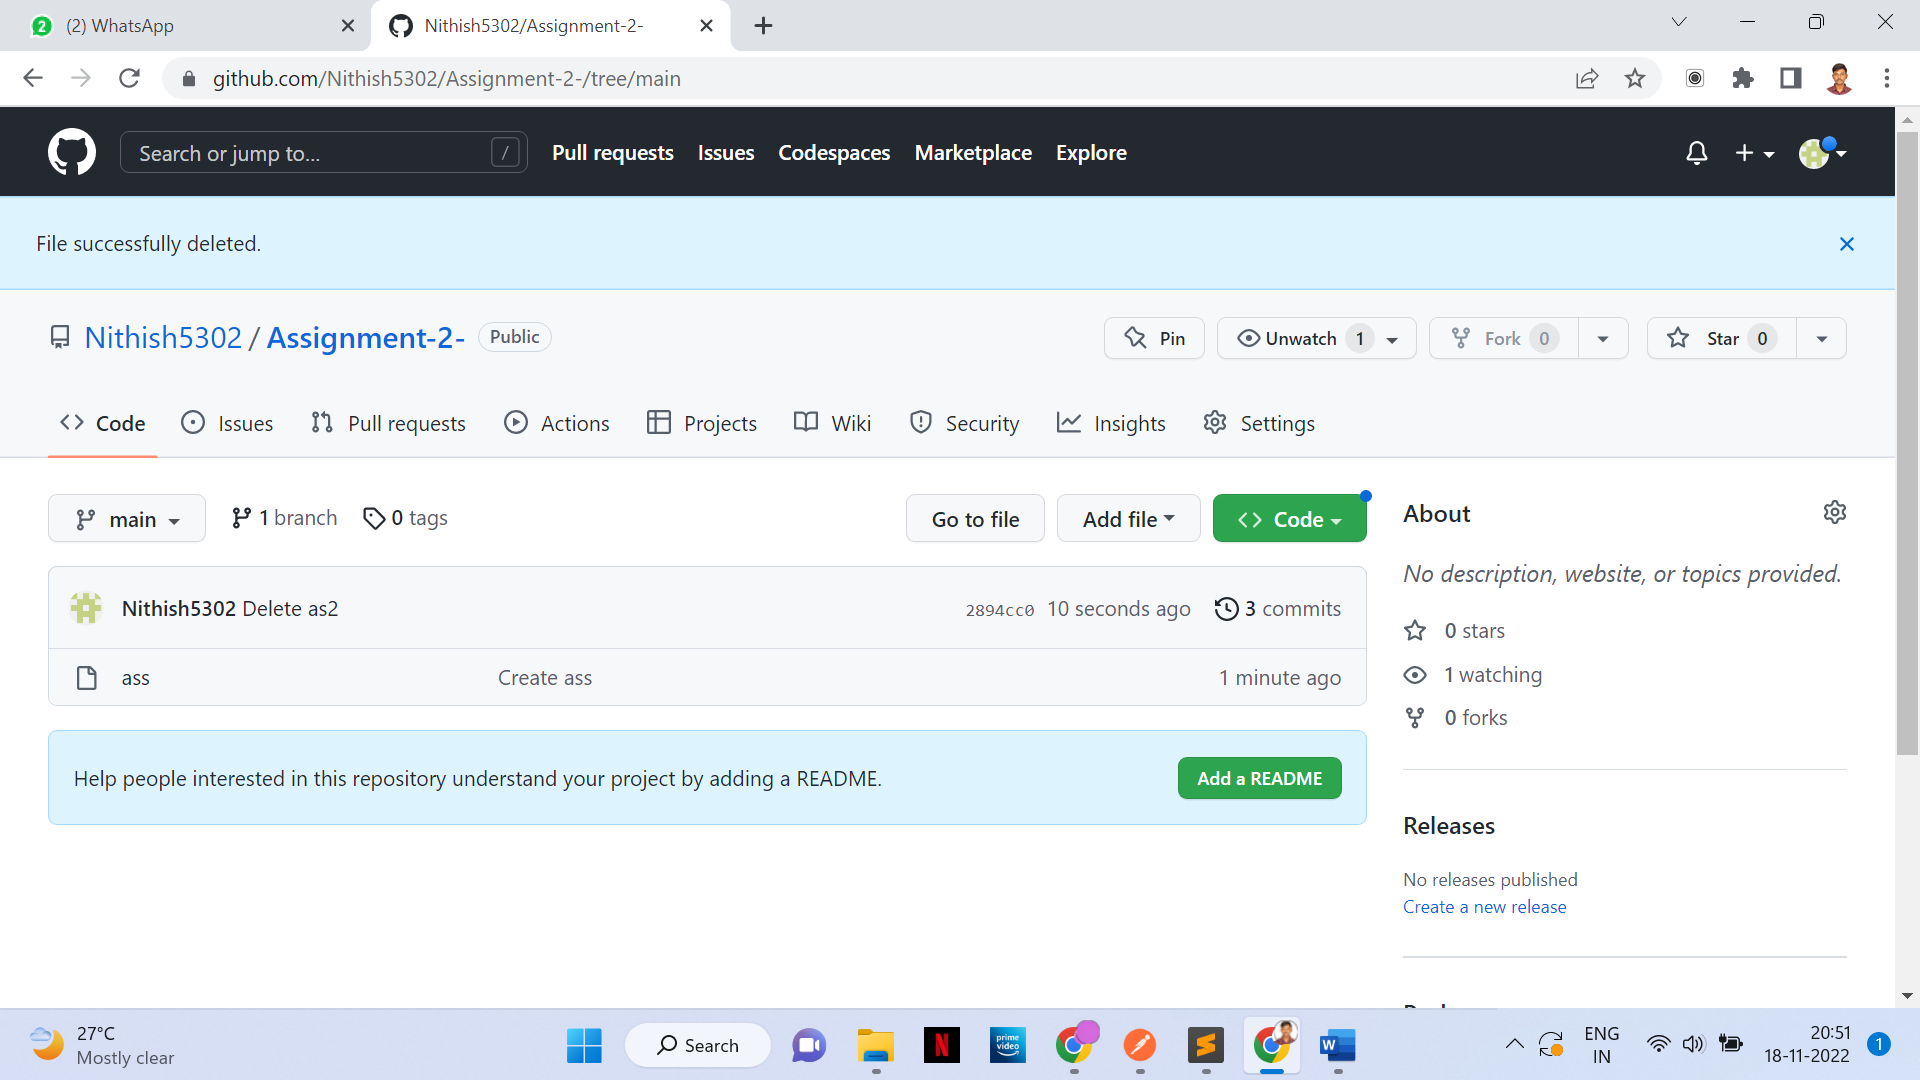 2 (2) WhatsApp
Nithish5302/Assignment-2-
github.com/Nithish5302/Assignment-2-/tree/main
Search or jump to... /
Pull requests Issues Codespaces Marketplace Explore
File successfully deleted.
Nithish5302 / Assignment-2- Public
Pin Unwatch 1 Fork 0 Star 0
Code Issues Pull requests Actions Projects Wiki Security Insights Settings
main 1 branch 0 tags Go to file Add file Code
Nithish5302 Delete as2 2894cc0 10 seconds ago 3 commits
ass Create ass 1 minute ago
Help people interested in this repository understand your project by adding a README. Add a README
About
No description, website, or topics provided.
0 stars
1 watching
0 forks
Releases
No releases published
Create a new release
27°C
Mostly clear
Search
N
prime video
W
ENG
IN
20:51
18-11-2022
1